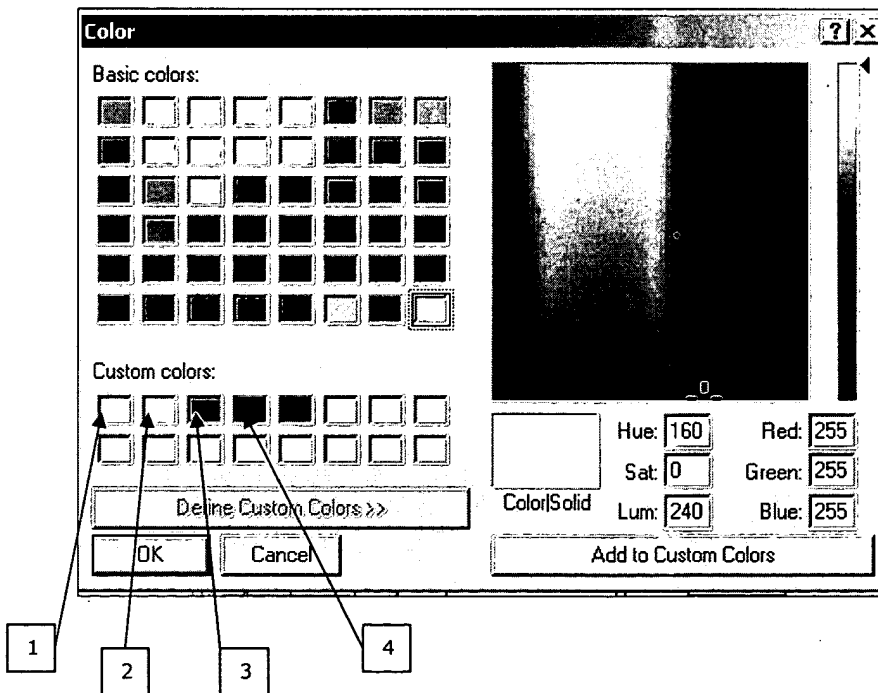 Color
Basic colors:
Custom colors:
Define Custom Colors >>
OK Cancel
Color|Solid
Hue: 160 Red: 255
Sat: 0 Green: 255
Lum: 240 Blue: 255
Add to Custom Colors
1 2 3 4